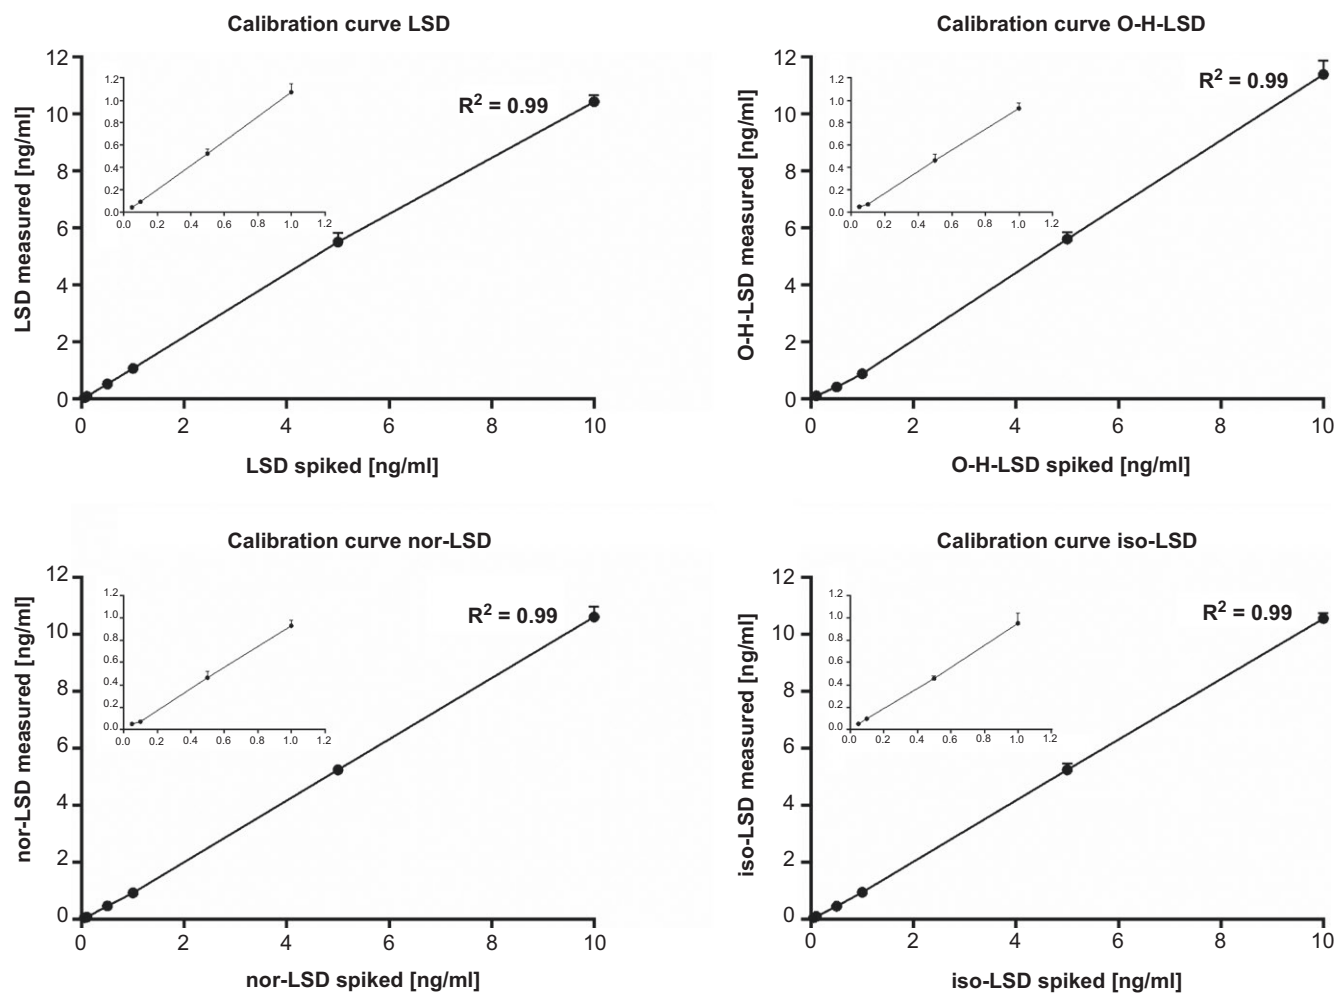 Calibration curve LSD
LSD measured [ng/ml]
12
10
8
6
4
2
0
1.2
1.0
0.8
0.6
0.4
0.2
0.0
0.0 0.2 0.4 0.6 0.8 1.0 1.2
R² = 0.99
0 2 4 6 8 10
LSD spiked [ng/ml]
Calibration curve O-H-LSD
O-H-LSD measured [ng/ml]
12
10
8
6
4
2
0
1.2
1.0
0.8
0.6
0.4
0.2
0.0
0.0 0.2 0.4 0.6 0.8 1.0 1.2
R² = 0.99
0 2 4 6 8 10
O-H-LSD spiked [ng/ml]
Calibration curve nor-LSD
nor-LSD measured [ng/ml]
12
10
8
6
4
2
0
1.2
1.0
0.8
0.6
0.4
0.2
0.0
0.0 0.2 0.4 0.6 0.8 1.0 1.2
R² = 0.99
0 2 4 6 8 10
nor-LSD spiked [ng/ml]
Calibration curve iso-LSD
iso-LSD measured [ng/ml]
12
10
8
6
4
2
0
1.2
1.0
0.8
0.6
0.4
0.2
0.0
0.0 0.2 0.4 0.6 0.8 1.0 1.2
R² = 0.99
0 2 4 6 8 10
iso-LSD spiked [ng/ml]